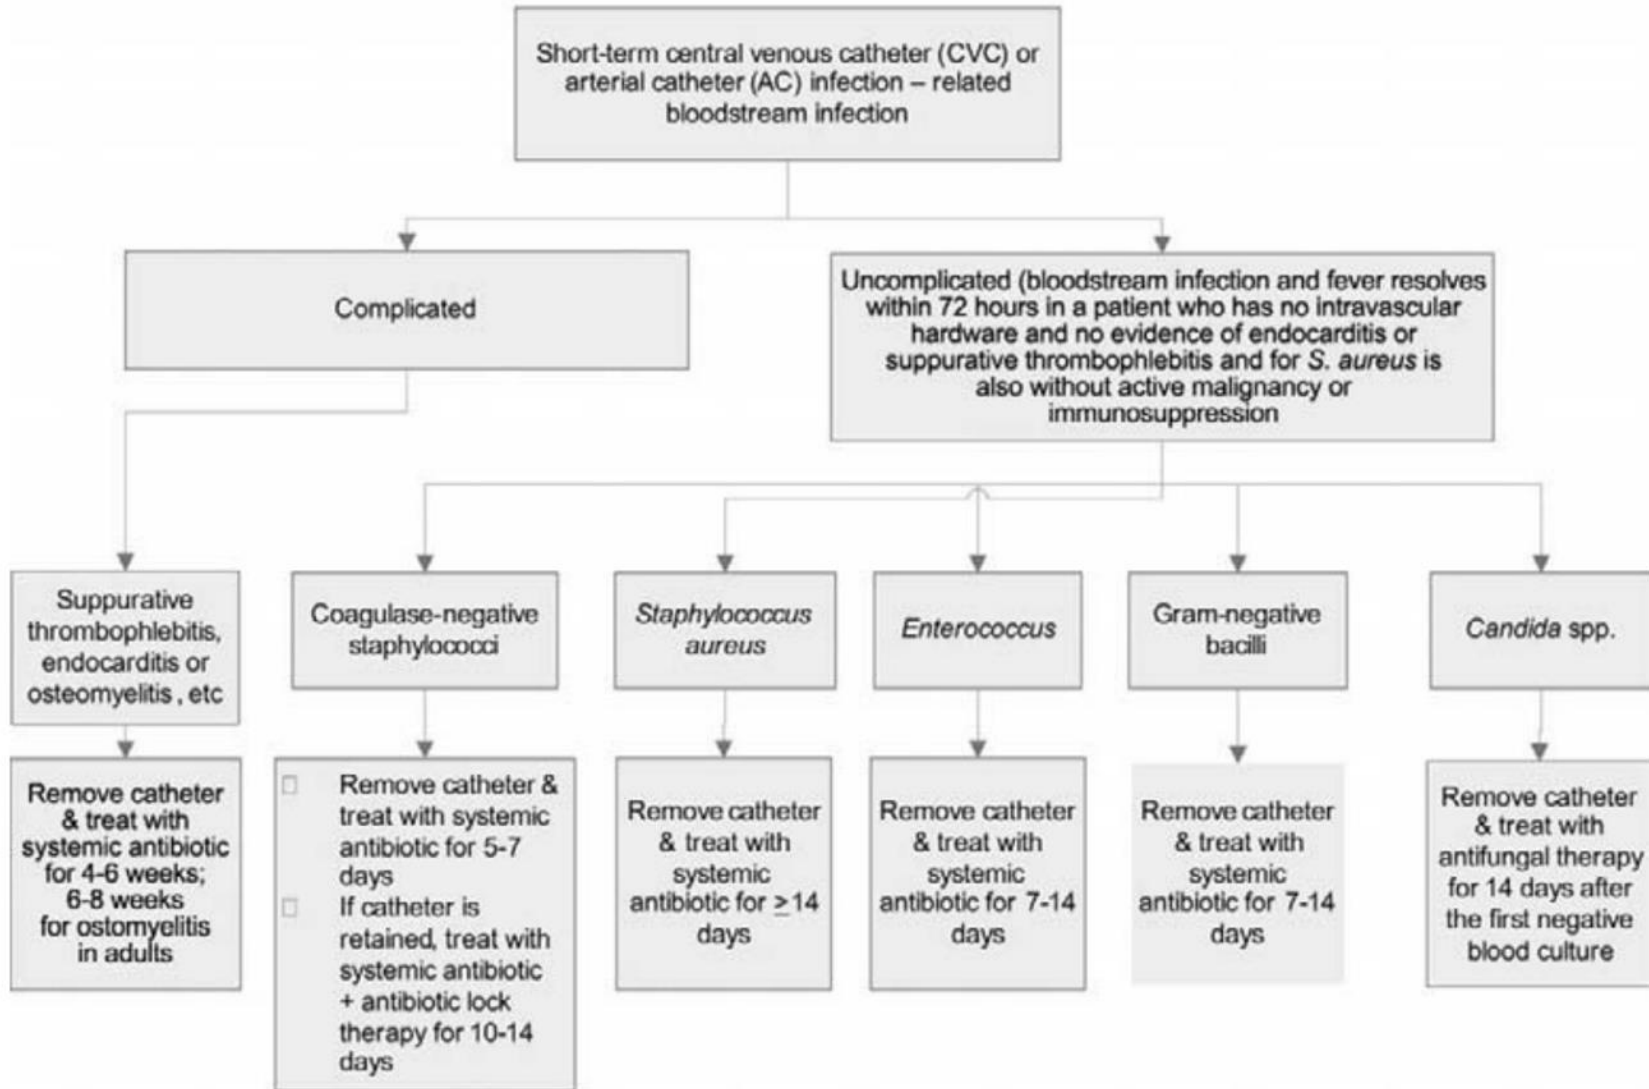 Short-term central venous catheter (CVC) or
arterial catheter (AC) infection – related
bloodstream infection
Complicated
Uncomplicated (bloodstream infection and fever resolves
within 72 hours in a patient who has no intravascular
hardware and no evidence of endocarditis or
suppurative thrombophlebitis and for S. aureus is
also without active malignancy or
immunosuppression
Suppurative
thrombophlebitis,
endocarditis or
osteomyelitis , etc
Coagulase-negative
staphylococci
Staphylococcus
aureus
Enterococcus
Gram-negative
bacilli
Candida spp.
Remove catheter
& treat with
systemic antibiotic
for 4-6 weeks;
6-8 weeks
for ostomyelitis
in adults
Remove catheter &
treat with systemic
antibiotic for 5-7
days
If catheter is
retained, treat with
systemic antibiotic
+ antibiotic lock
therapy for 10-14
days
Remove catheter
& treat with
systemic
antibiotic for ≥14
days
Remove catheter
& treat with
systemic
antibiotic for 7-14
days
Remove catheter
& treat with
systemic
antibiotic for 7-14
days
Remove catheter
& treat with
antifungal therapy
for 14 days after
the first negative
blood culture